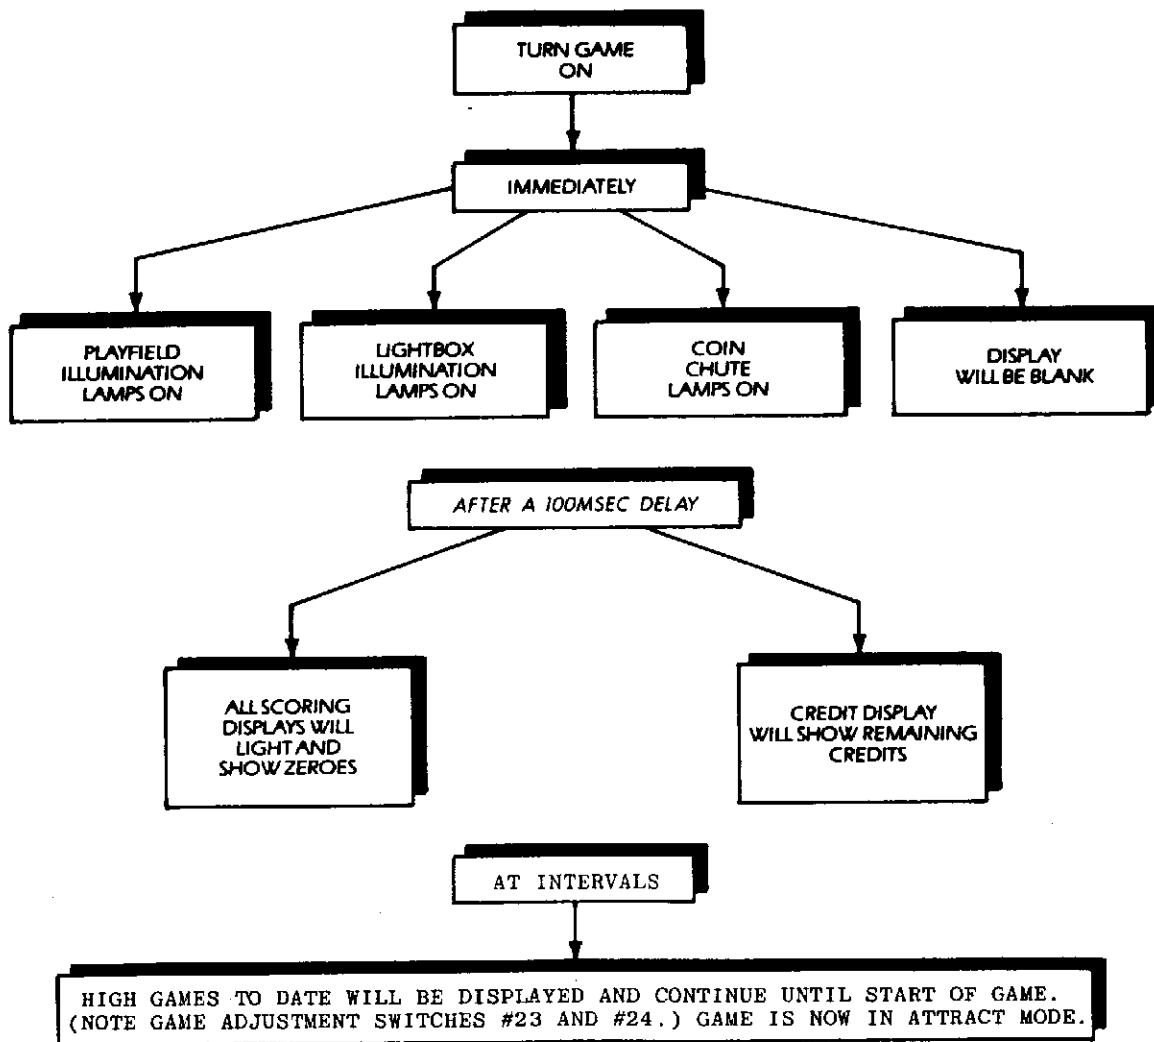 TURN GAME
ON
IMMEDIATELY
PLAYFIELD
ILLUMINATION
LAMPS ON
LIGHTBOX
ILLUMINATION
LAMPS ON
COIN
CHUTE
LAMPS ON
DISPLAY
WILL BE BLANK
AFTER A 100MSEC DELAY
ALL SCORING
DISPLAYS WILL
LIGHT AND
SHOW ZEROES
CREDIT DISPLAY
WILL SHOW REMAINING
CREDITS
AT INTERVALS
HIGH GAMES TO DATE WILL BE DISPLAYED AND CONTINUE UNTIL START OF GAME.
(NOTE GAME ADJUSTMENT SWITCHES #23 AND #24.) GAME IS NOW IN ATTRACT MODE.